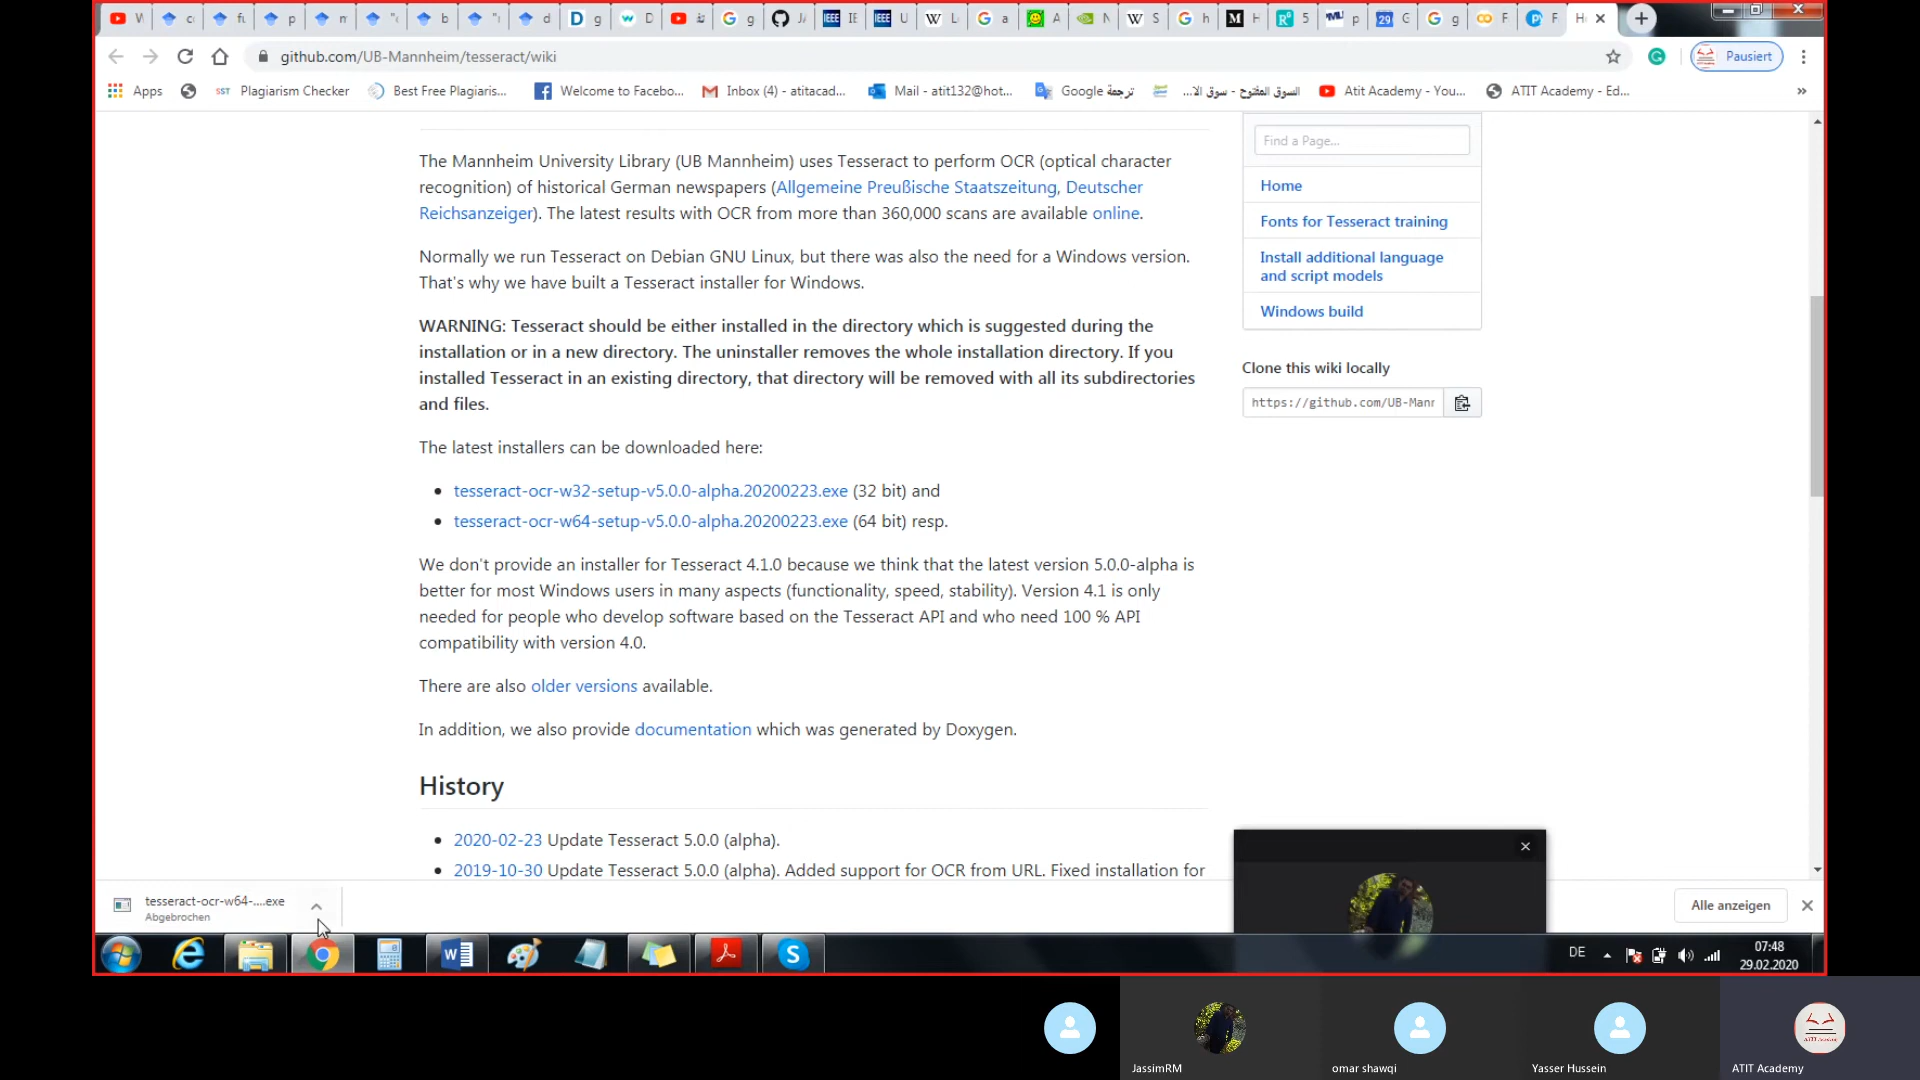 github.com/UB-Mannheim/tesseract/wiki
Pausiert
Apps
SST Plagiarism Checker
Best Free Plagiaris...
Welcome to Facebo...
Inbox (4) - atitacad...
Mail - atit132@hot...
Google ترجمة
السوق المفتوح - سوق الا...
Atit Academy - You...
ATIT Academy - Ed...
Find a Page...
Home
Fonts for Tesseract training
Install additional language
and script models
Windows build
Clone this wiki locally
https://github.com/UB-Mann
The Mannheim University Library (UB Mannheim) uses Tesseract to perform OCR (optical character
recognition) of historical German newspapers (Allgemeine Preußische Staatszeitung, Deutscher
Reichsanzeiger). The latest results with OCR from more than 360,000 scans are available online.
Normally we run Tesseract on Debian GNU Linux, but there was also the need for a Windows version.
That's why we have built a Tesseract installer for Windows.
WARNING: Tesseract should be either installed in the directory which is suggested during the
installation or in a new directory. The uninstaller removes the whole installation directory. If you
installed Tesseract in an existing directory, that directory will be removed with all its subdirectories
and files.
The latest installers can be downloaded here:
tesseract-ocr-w32-setup-v5.0.0-alpha.20200223.exe (32 bit) and
tesseract-ocr-w64-setup-v5.0.0-alpha.20200223.exe (64 bit) resp.
We don't provide an installer for Tesseract 4.1.0 because we think that the latest version 5.0.0-alpha is
better for most Windows users in many aspects (functionality, speed, stability). Version 4.1 is only
needed for people who develop software based on the Tesseract API and who need 100 % API
compatibility with version 4.0.
There are also older versions available.
In addition, we also provide documentation which was generated by Doxygen.
History
2020-02-23 Update Tesseract 5.0.0 (alpha).
2019-10-30 Update Tesseract 5.0.0 (alpha). Added support for OCR from URL. Fixed installation for
tesseract-ocr-w64-....exe
Abgebrochen
Alle anzeigen
DE
07:48
29.02.2020
JassimRM
omar shawqi
Yasser Hussein
ATIT Academy